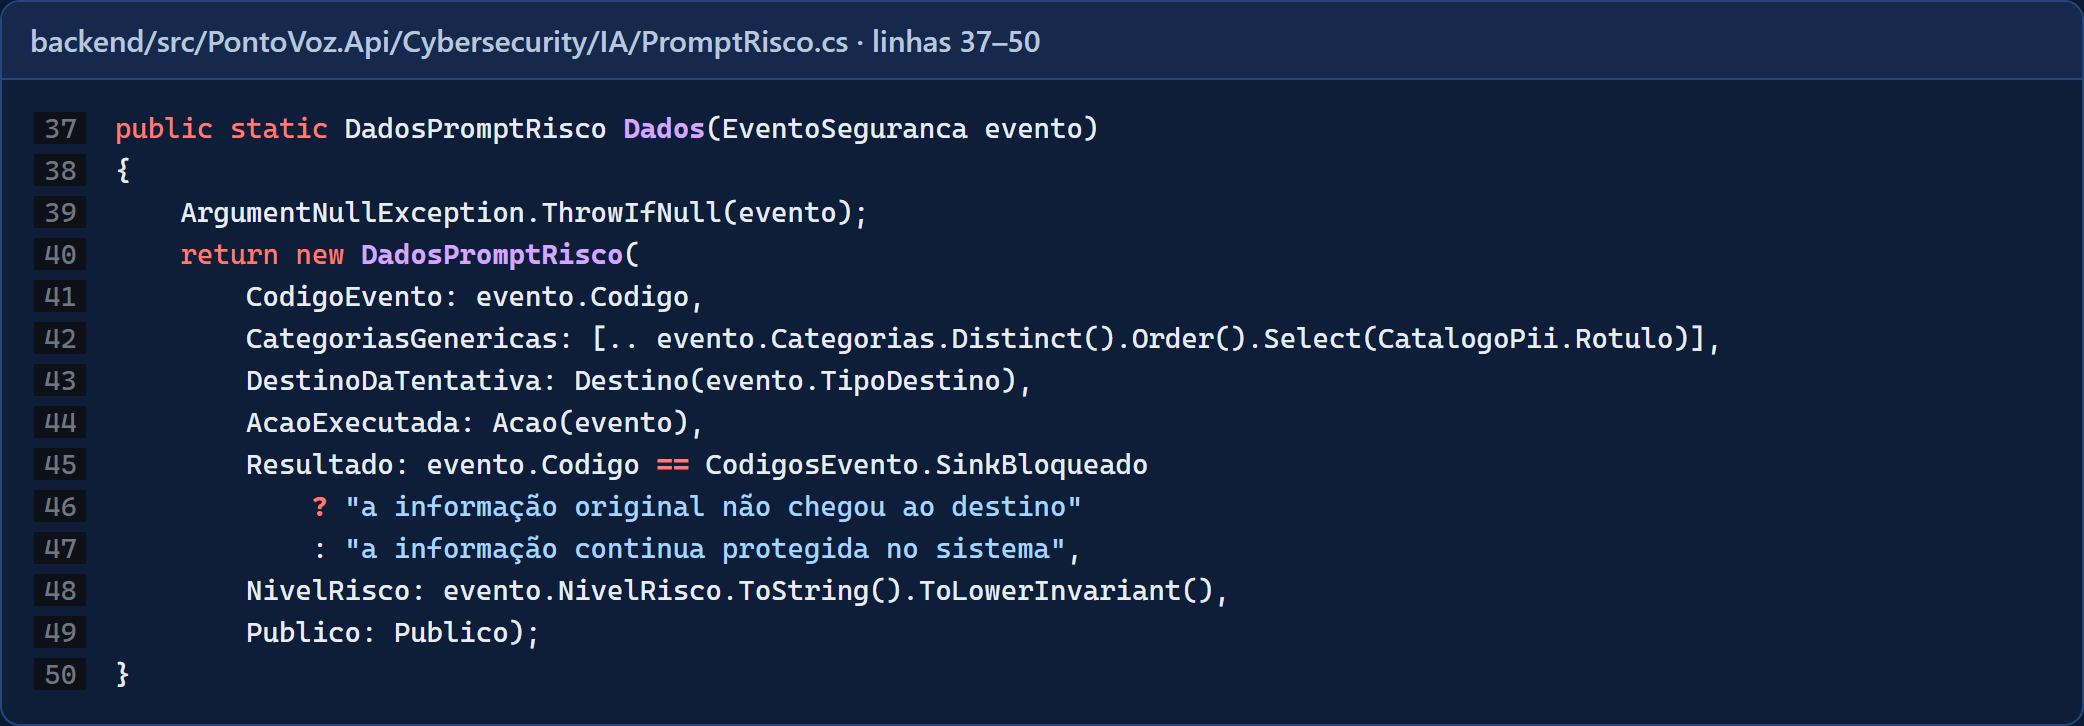 backend/src/PontoVoz.Api/Cybersecurity/IA/PromptRisco.cs · linhas 37–50
37 public static DadosPromptRisco Dados(EventoSeguranca evento)
38 {
39     ArgumentNullException.ThrowIfNull(evento);
40     return new DadosPromptRisco(
41         CodigoEvento: evento.Codigo,
42         CategoriasGenericas: [.. evento.Categorias.Distinct().Order().Select(CatalogoPii.Rotulo)],
43         DestinoDaTentativa: Destino(evento.TipoDestino),
44         AcaoExecutada: Acao(evento),
45         Resultado: evento.Codigo == CodigosEvento.SinkBloqueado
46             ? "a informação original não chegou ao destino"
47             : "a informação continua protegida no sistema",
48         NivelRisco: evento.NivelRisco.ToString().ToLowerInvariant(),
49         Publico: Publico);
50 }